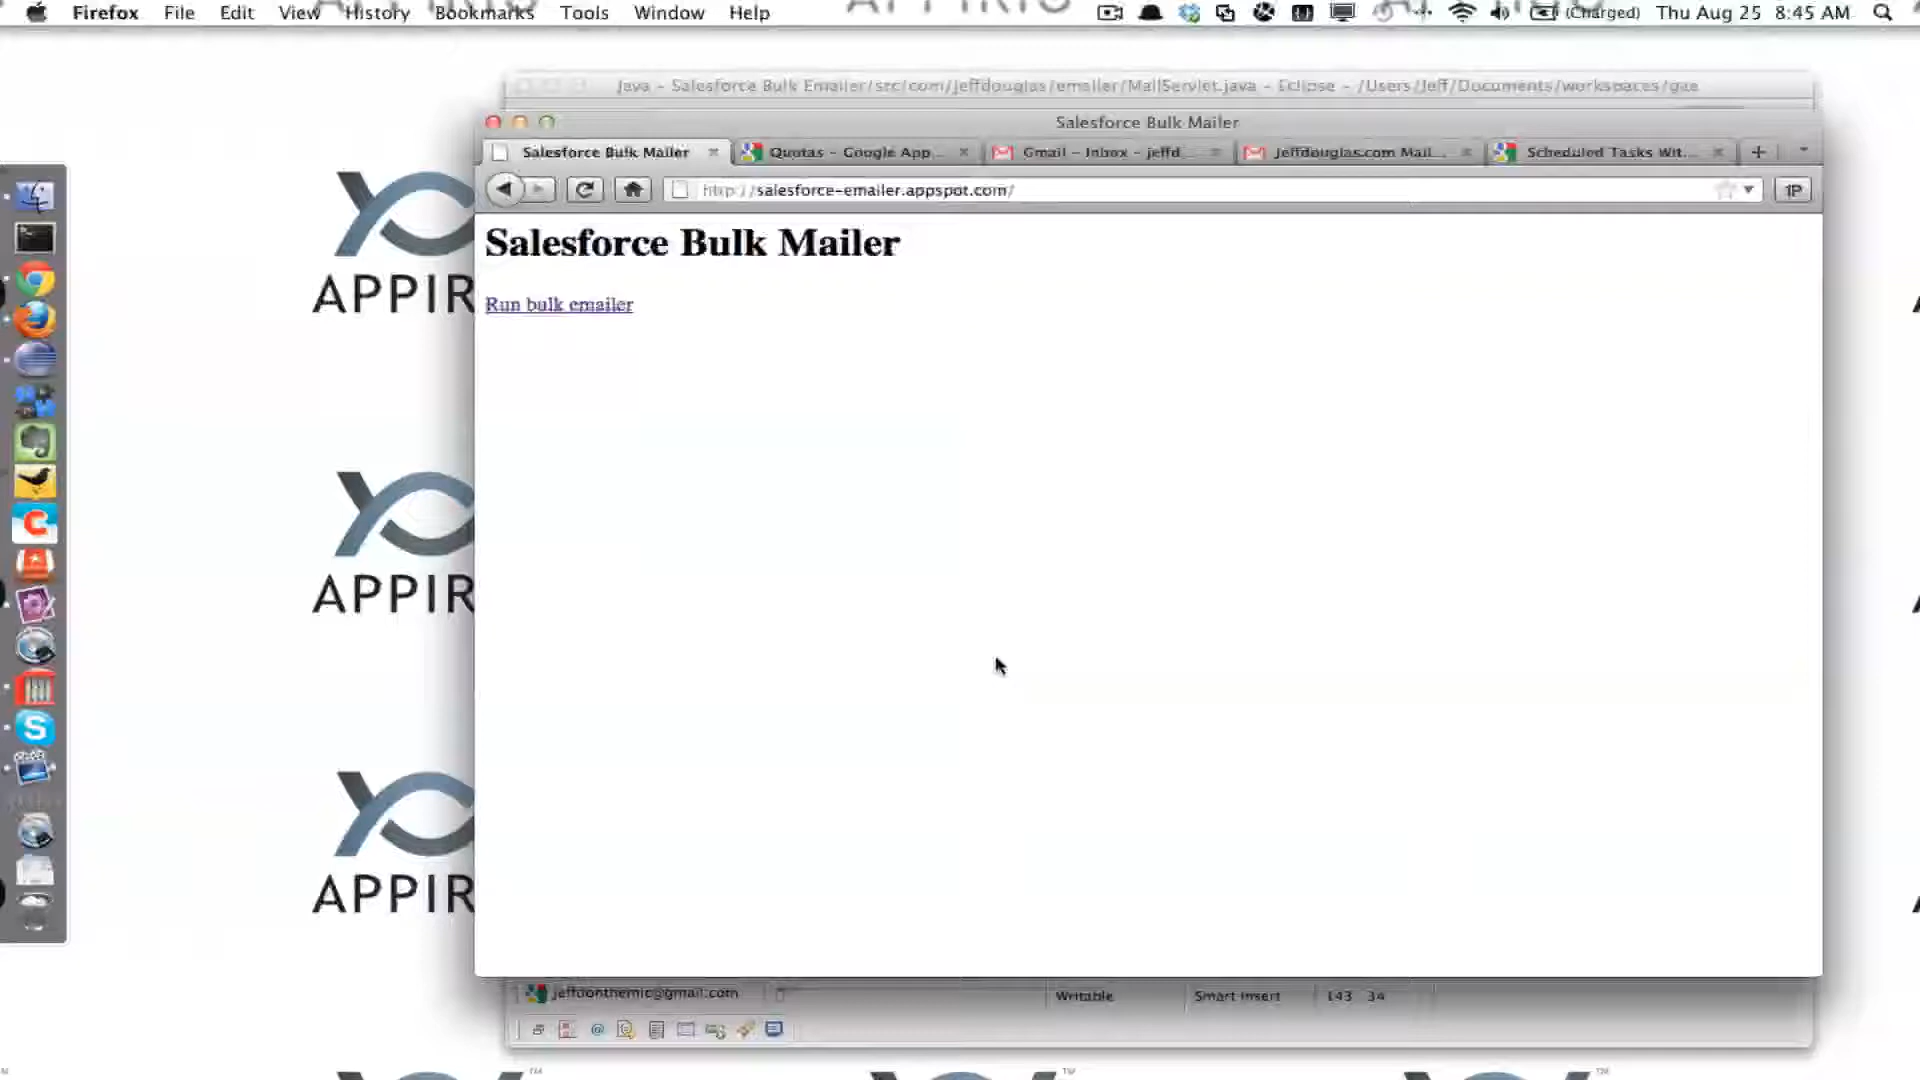 Firefox File Edit View History Bookmarks Tools Window Help (Charged) Thu Aug 25 8:45 AM
Java - Salesforce Bulk Emailer/src/com/jeffdouglas/emailer/MailServlet.java - Eclipse - /Users/Jeff/Documents/workspaces/gae
Salesforce Bulk Mailer
Salesforce Bulk Mailer Quotas - Google App... Gmail - Inbox - jeffd... Jeffdouglas.com Mail... Scheduled Tasks Wit...
http://salesforce-emailer.appspot.com/
Salesforce Bulk Mailer
Run bulk emailer
APPIR
APPIR
APPIR
jeffdonthemic@gmail.com Writable Smart Insert 143 34